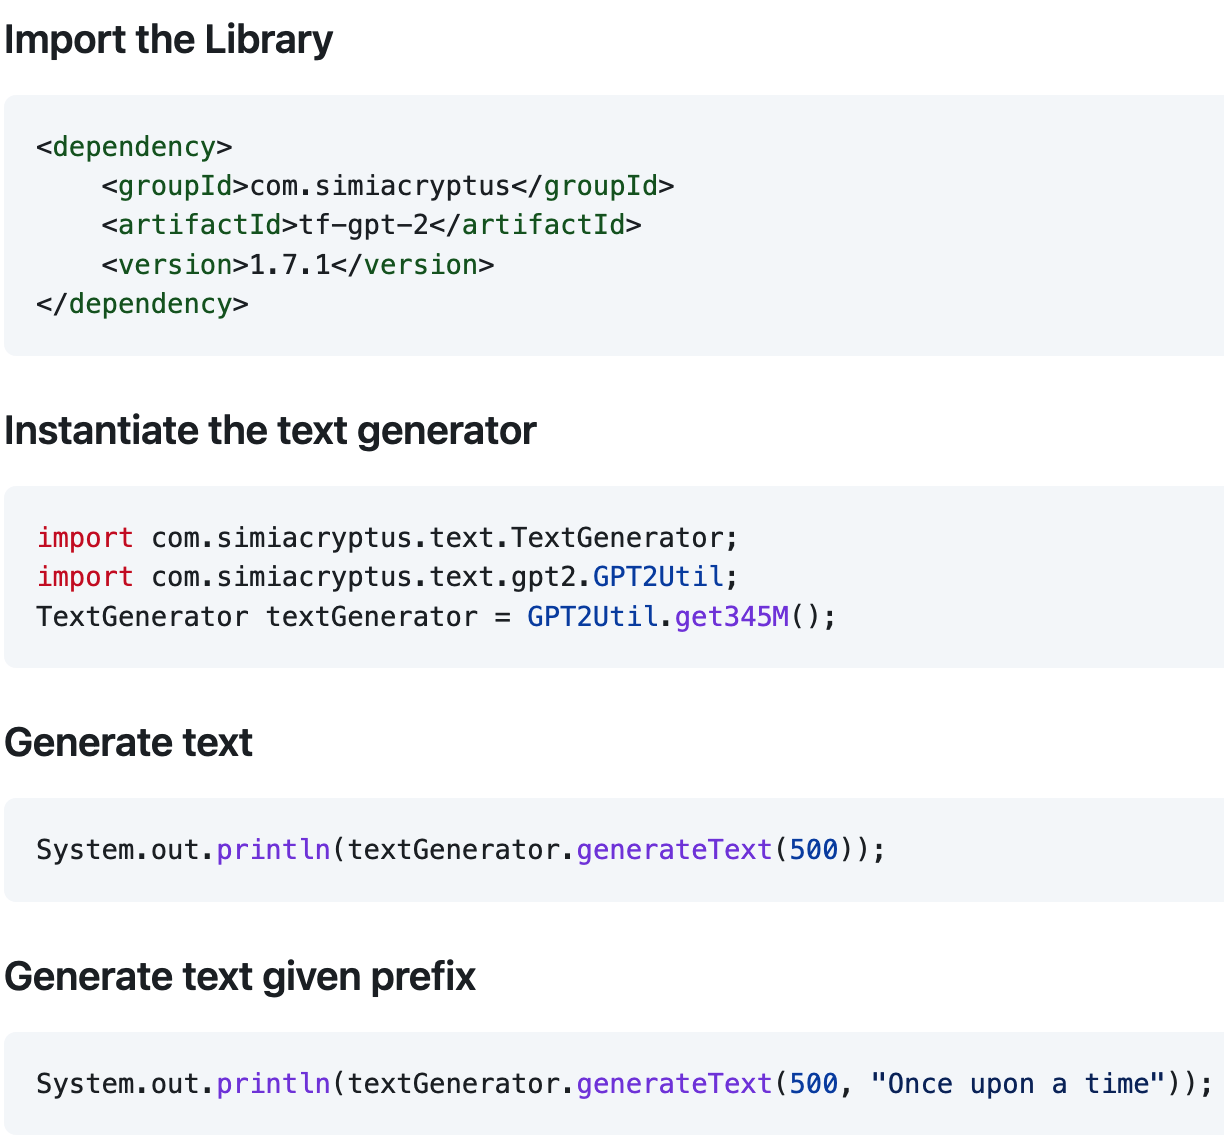 Import the Library
<dependency>
    <groupId>com.simiacryptus</groupId>
    <artifactId>tf-gpt-2</artifactId>
    <version>1.7.1</version>
</dependency>
Instantiate the text generator
import com.simiacryptus.text.TextGenerator;
import com.simiacryptus.text.gpt2.GPT2Util;
TextGenerator textGenerator = GPT2Util.get345M();
Generate text
System.out.println(textGenerator.generateText(500));
Generate text given prefix
System.out.println(textGenerator.generateText(500, "Once upon a time"));